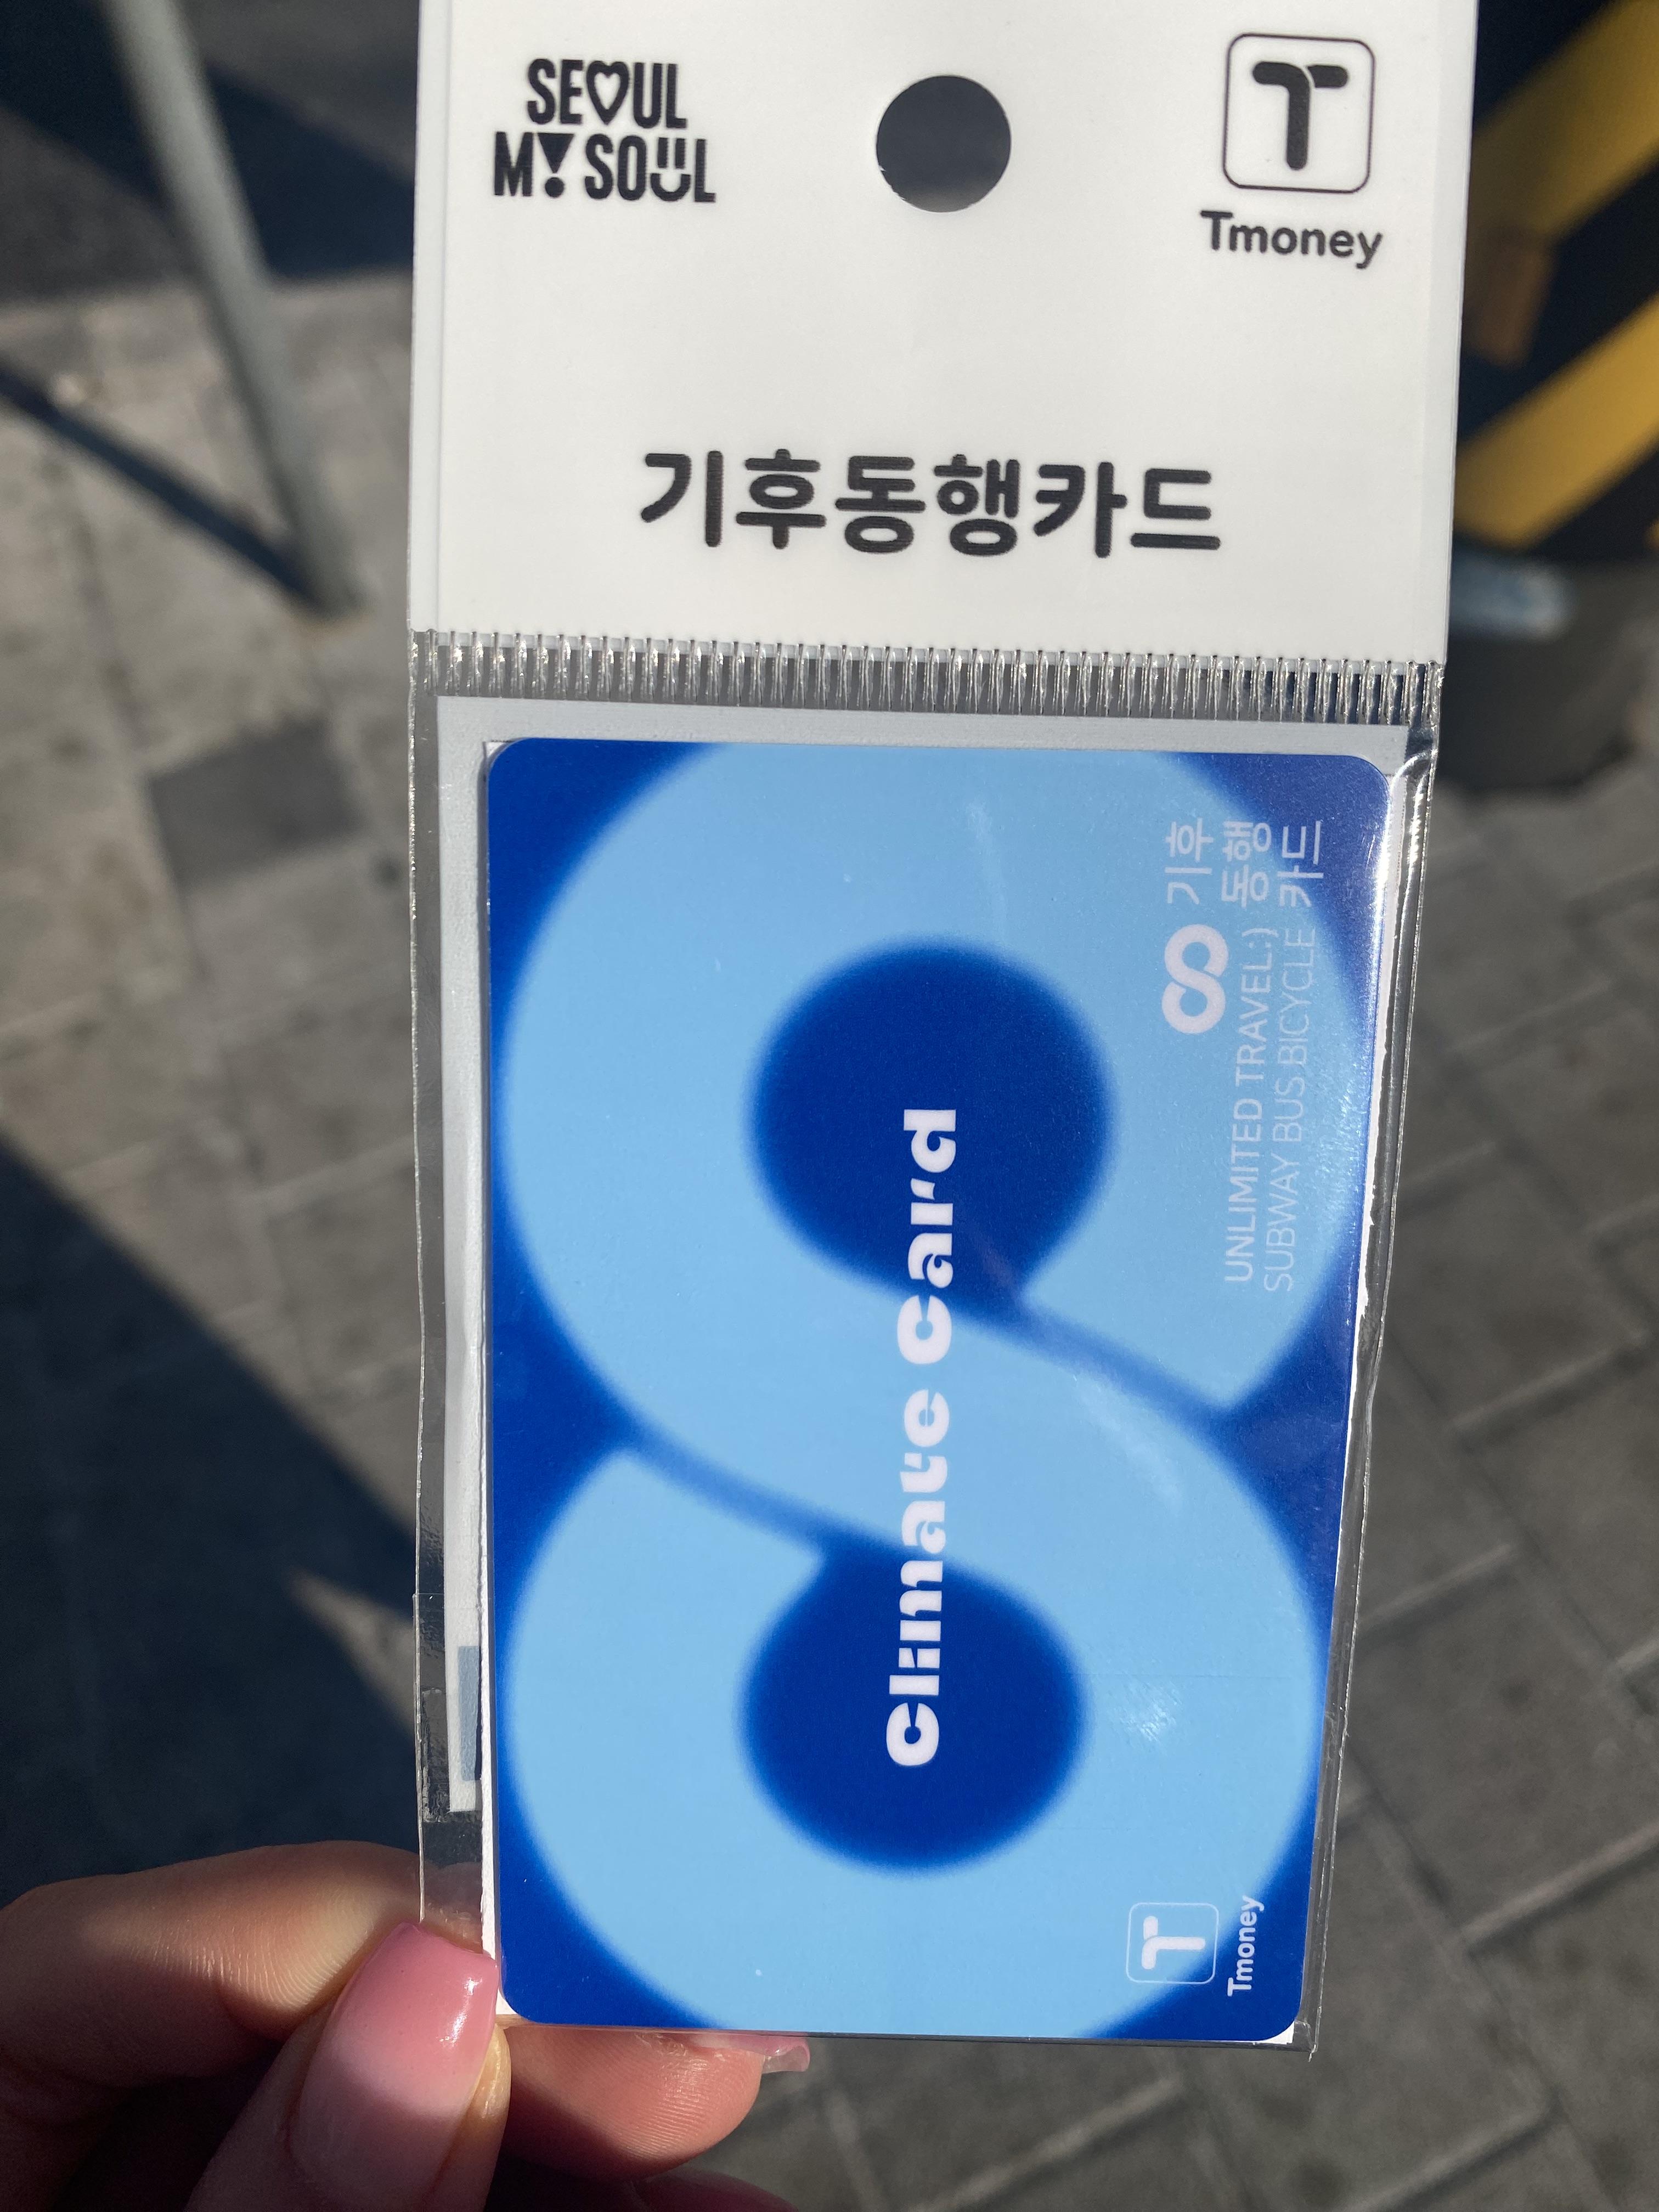 SEOUL
MY SOUL
T
Tmoney
기후동행카드
기후
동행
카드
UNLIMITED TRAVEL:)
SUBWAY BUS BICYCLE
Climate Card
T
Tmoney